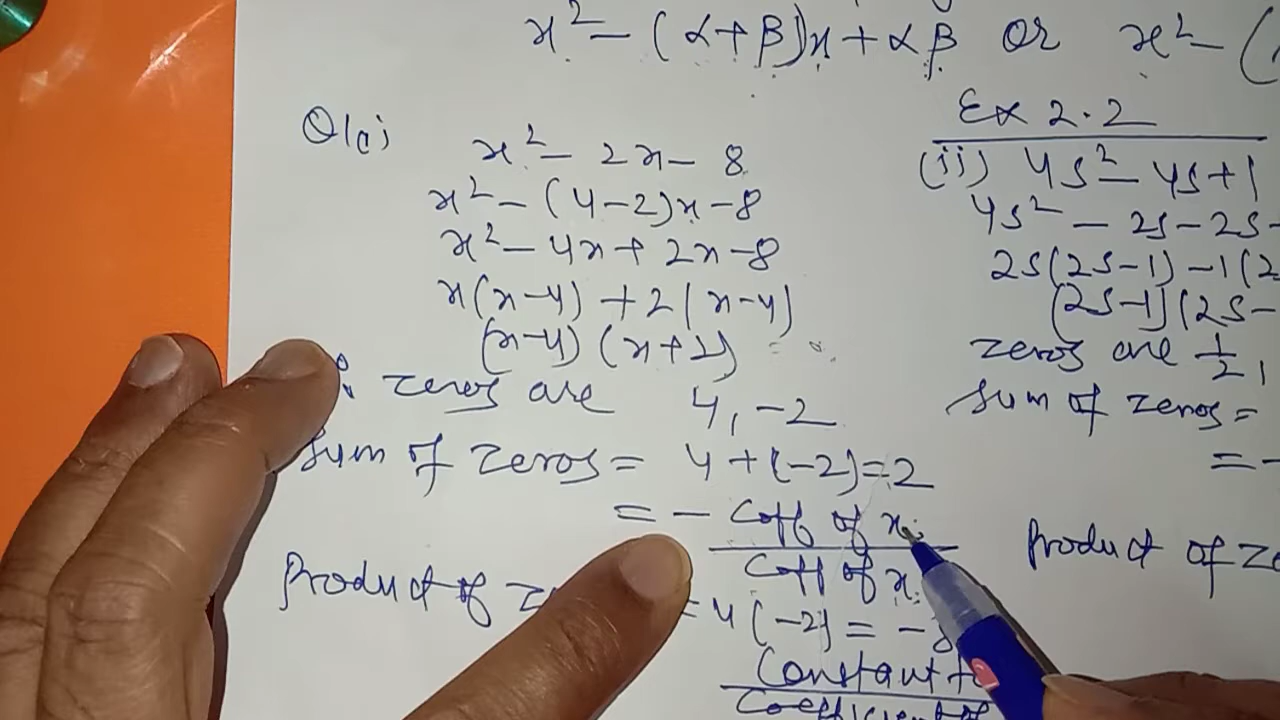 x² - (α+β)x + αβ or x² - (
Q1(i)
x² - 2x - 8
x² - (4-2)x - 8
x² - 4x + 2x - 8
x(x-4) + 2(x-4)
(x-4) (x+2) =
∴ zeros are 4, -2
Sum of zeros = 4 + (-2) = 2
= - Coff of x
Coff of x
Product of = 4(-2) = -8
Constant
Coefficient of
Ex 2.2
(ii) 4s² - 4s + 1
4s² - 2s - 2s -
2s(2s-1) - 1(2
(2s-1)(2s-
zeros are 1/2,
Sum of zeros =
= -
Product of